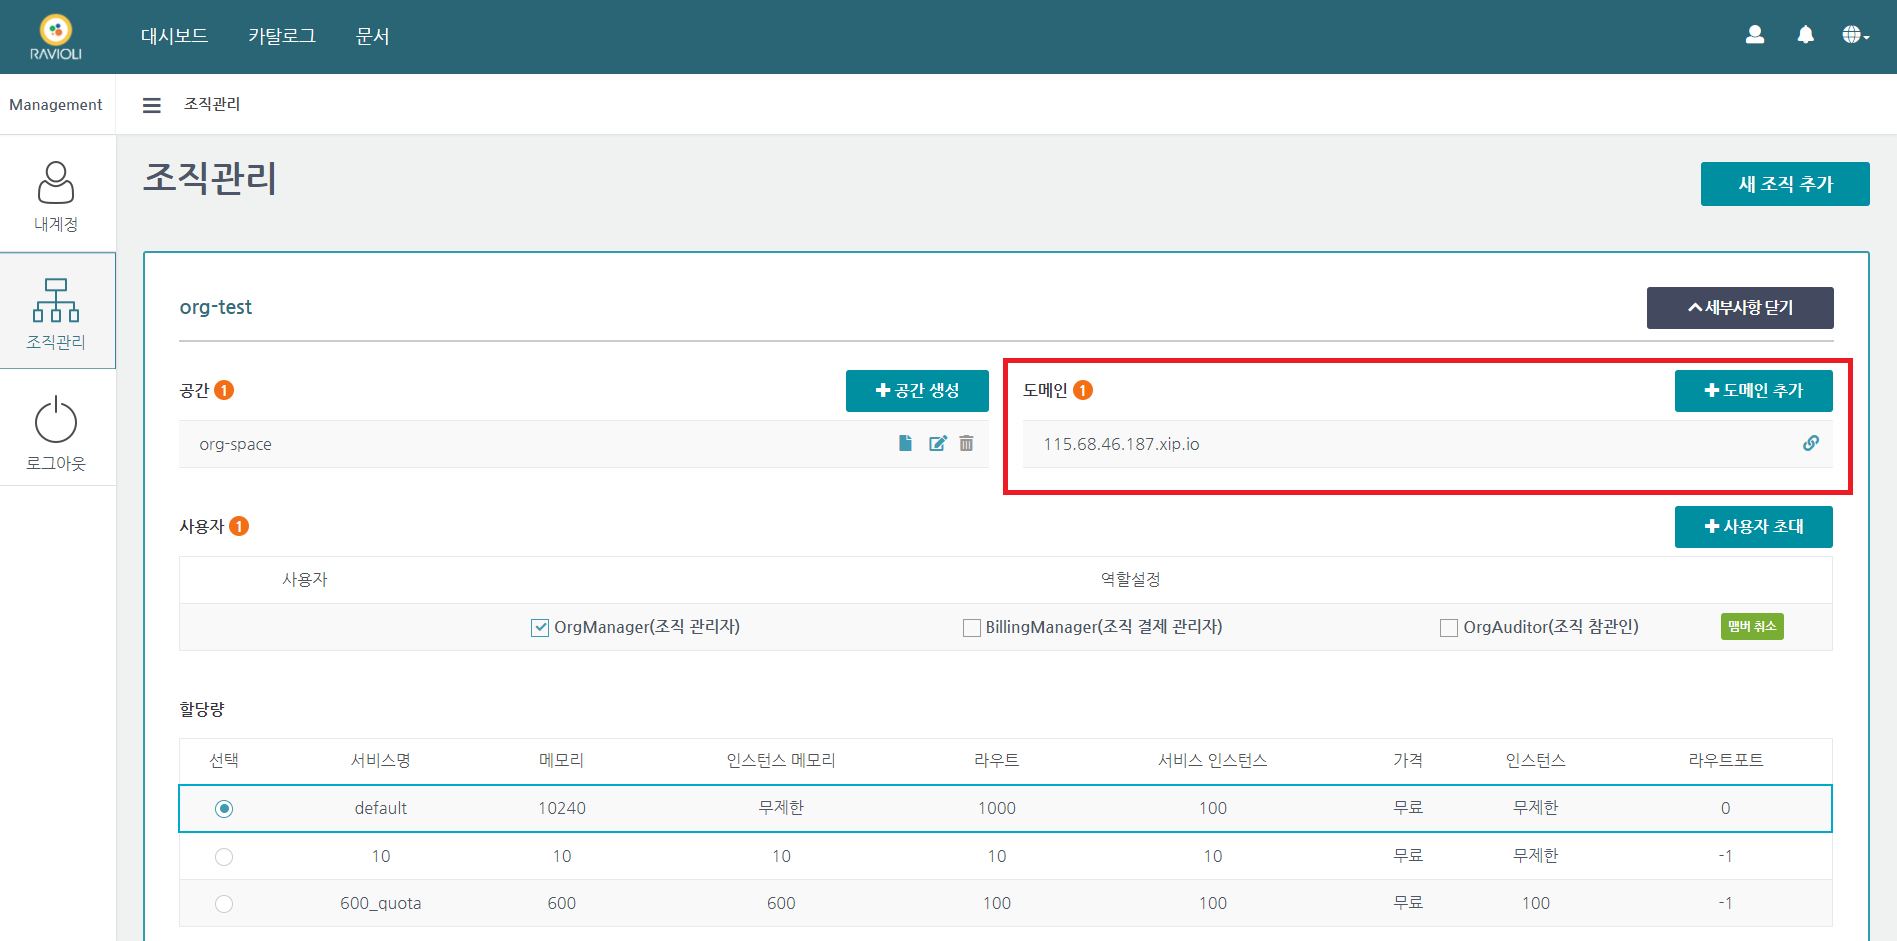 RAVIOLI
대시보드 카탈로그 문서
Management
조직관리
내계정
조직관리
로그아웃
조직관리
새 조직 추가
org-test
세부사항 닫기
공간 1
공간 생성
org-space
도메인 1
도메인 추가
115.68.46.187.xip.io
사용자 1
사용자 초대
사용자 역할설정
OrgManager(조직 관리자) BillingManager(조직 결제 관리자) OrgAuditor(조직 참관인) 멤버 취소
할당량
선택 서비스명 메모리 인스턴스 메모리 라우트 서비스 인스턴스 가격 인스턴스 라우트포트
default 10240 무제한 1000 100 무료 무제한 0
10 10 10 10 10 무료 무제한 -1
600_quota 600 600 100 100 무료 100 -1